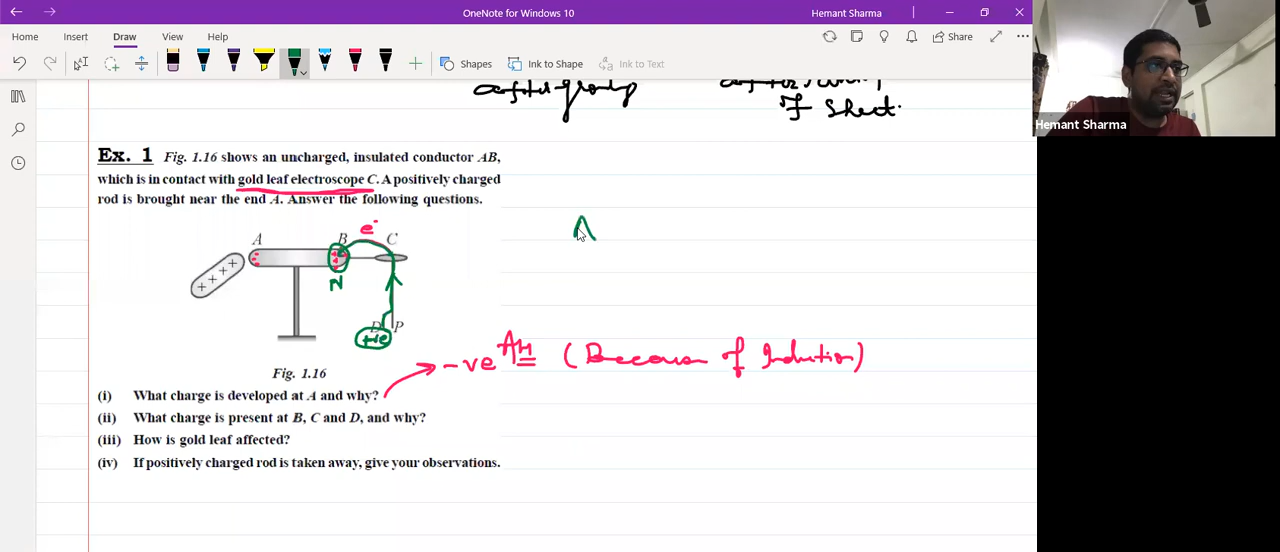 OneNote for Windows 10
Hemant Sharma
Home Insert Draw View Help
Share
Shapes Ink to Shape Ink to Text
after
of sheet.
Hemant Sharma
Ex. 1 Fig. 1.16 shows an uncharged, insulated conductor AB,
which is in contact with gold leaf electroscope C. A positively charged
rod is brought near the end A. Answer the following questions.
A B e⁻ C
+ + + +
N
D P
+ve
-ve (Because of Induction)
Fig. 1.16
(i) What charge is developed at A and why?
(ii) What charge is present at B, C and D, and why?
(iii) How is gold leaf affected?
(iv) If positively charged rod is taken away, give your observations.